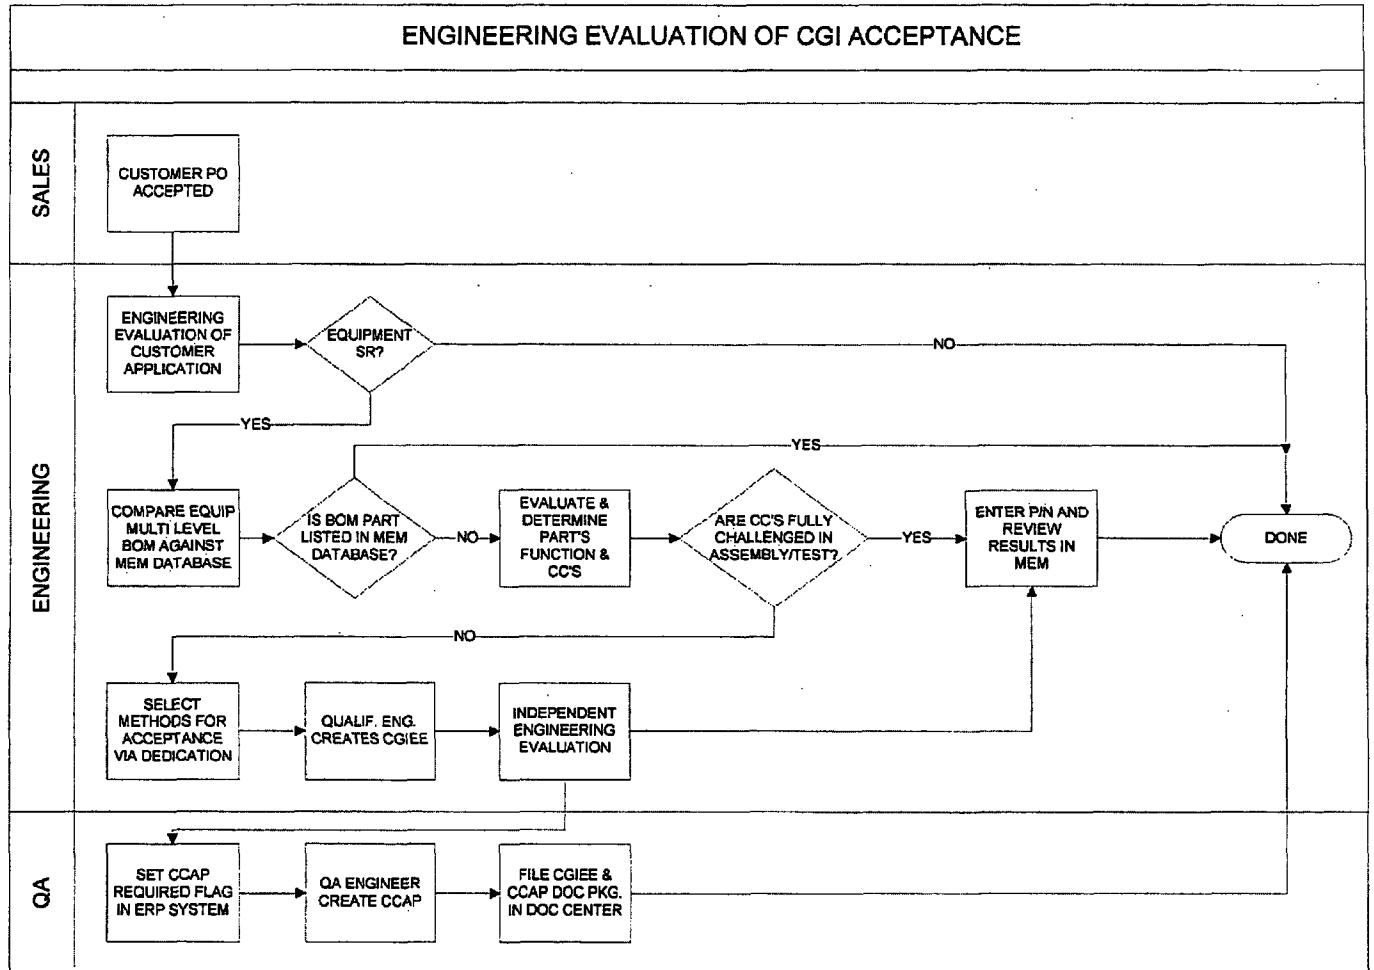 ENGINEERING EVALUATION OF CGI ACCEPTANCE
SALES
CUSTOMER PO
ACCEPTED
ENGINEERING
ENGINEERING
EVALUATION OF
CUSTOMER
APPLICATION
EQUIPMENT
SR?
NO
YES
YES
COMPARE EQUIP
MULTI LEVEL
BOM AGAINST
MEM DATABASE
IS BOM PART
LISTED IN MEM
DATABASE?
NO
EVALUATE &
DETERMINE
PART'S
FUNCTION &
CC'S
ARE CC'S FULLY
CHALLENGED IN
ASSEMBLY/TEST?
YES
ENTER P/N AND
REVIEW
RESULTS IN
MEM
DONE
NO
SELECT
METHODS FOR
ACCEPTANCE
VIA DEDICATION
QUALIF. ENG.
CREATES CGIEE
INDEPENDENT
ENGINEERING
EVALUATION
QA
SET CCAP
REQUIRED FLAG
IN ERP SYSTEM
QA ENGINEER
CREATE CCAP
FILE CGIEE &
CCAP DOC PKG.
IN DOC CENTER